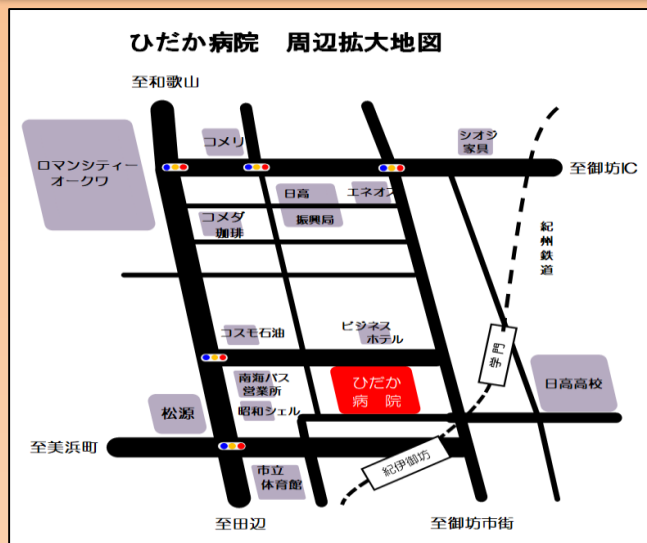 ひだか病院 周辺拡大地図
至和歌山
コメリ
シオジ
家具
ロマンシティー
オークワ
至御坊IC
日高
振興局
エネオス
コメダ
珈琲
紀州鉄道
コスモ石油
ビジネス
ホテル
学門
南海バス
営業所
ひだか
病 院
日高高校
昭和シェル
松源
至美浜町
紀伊御坊
市立
体育館
至田辺
至御坊市街